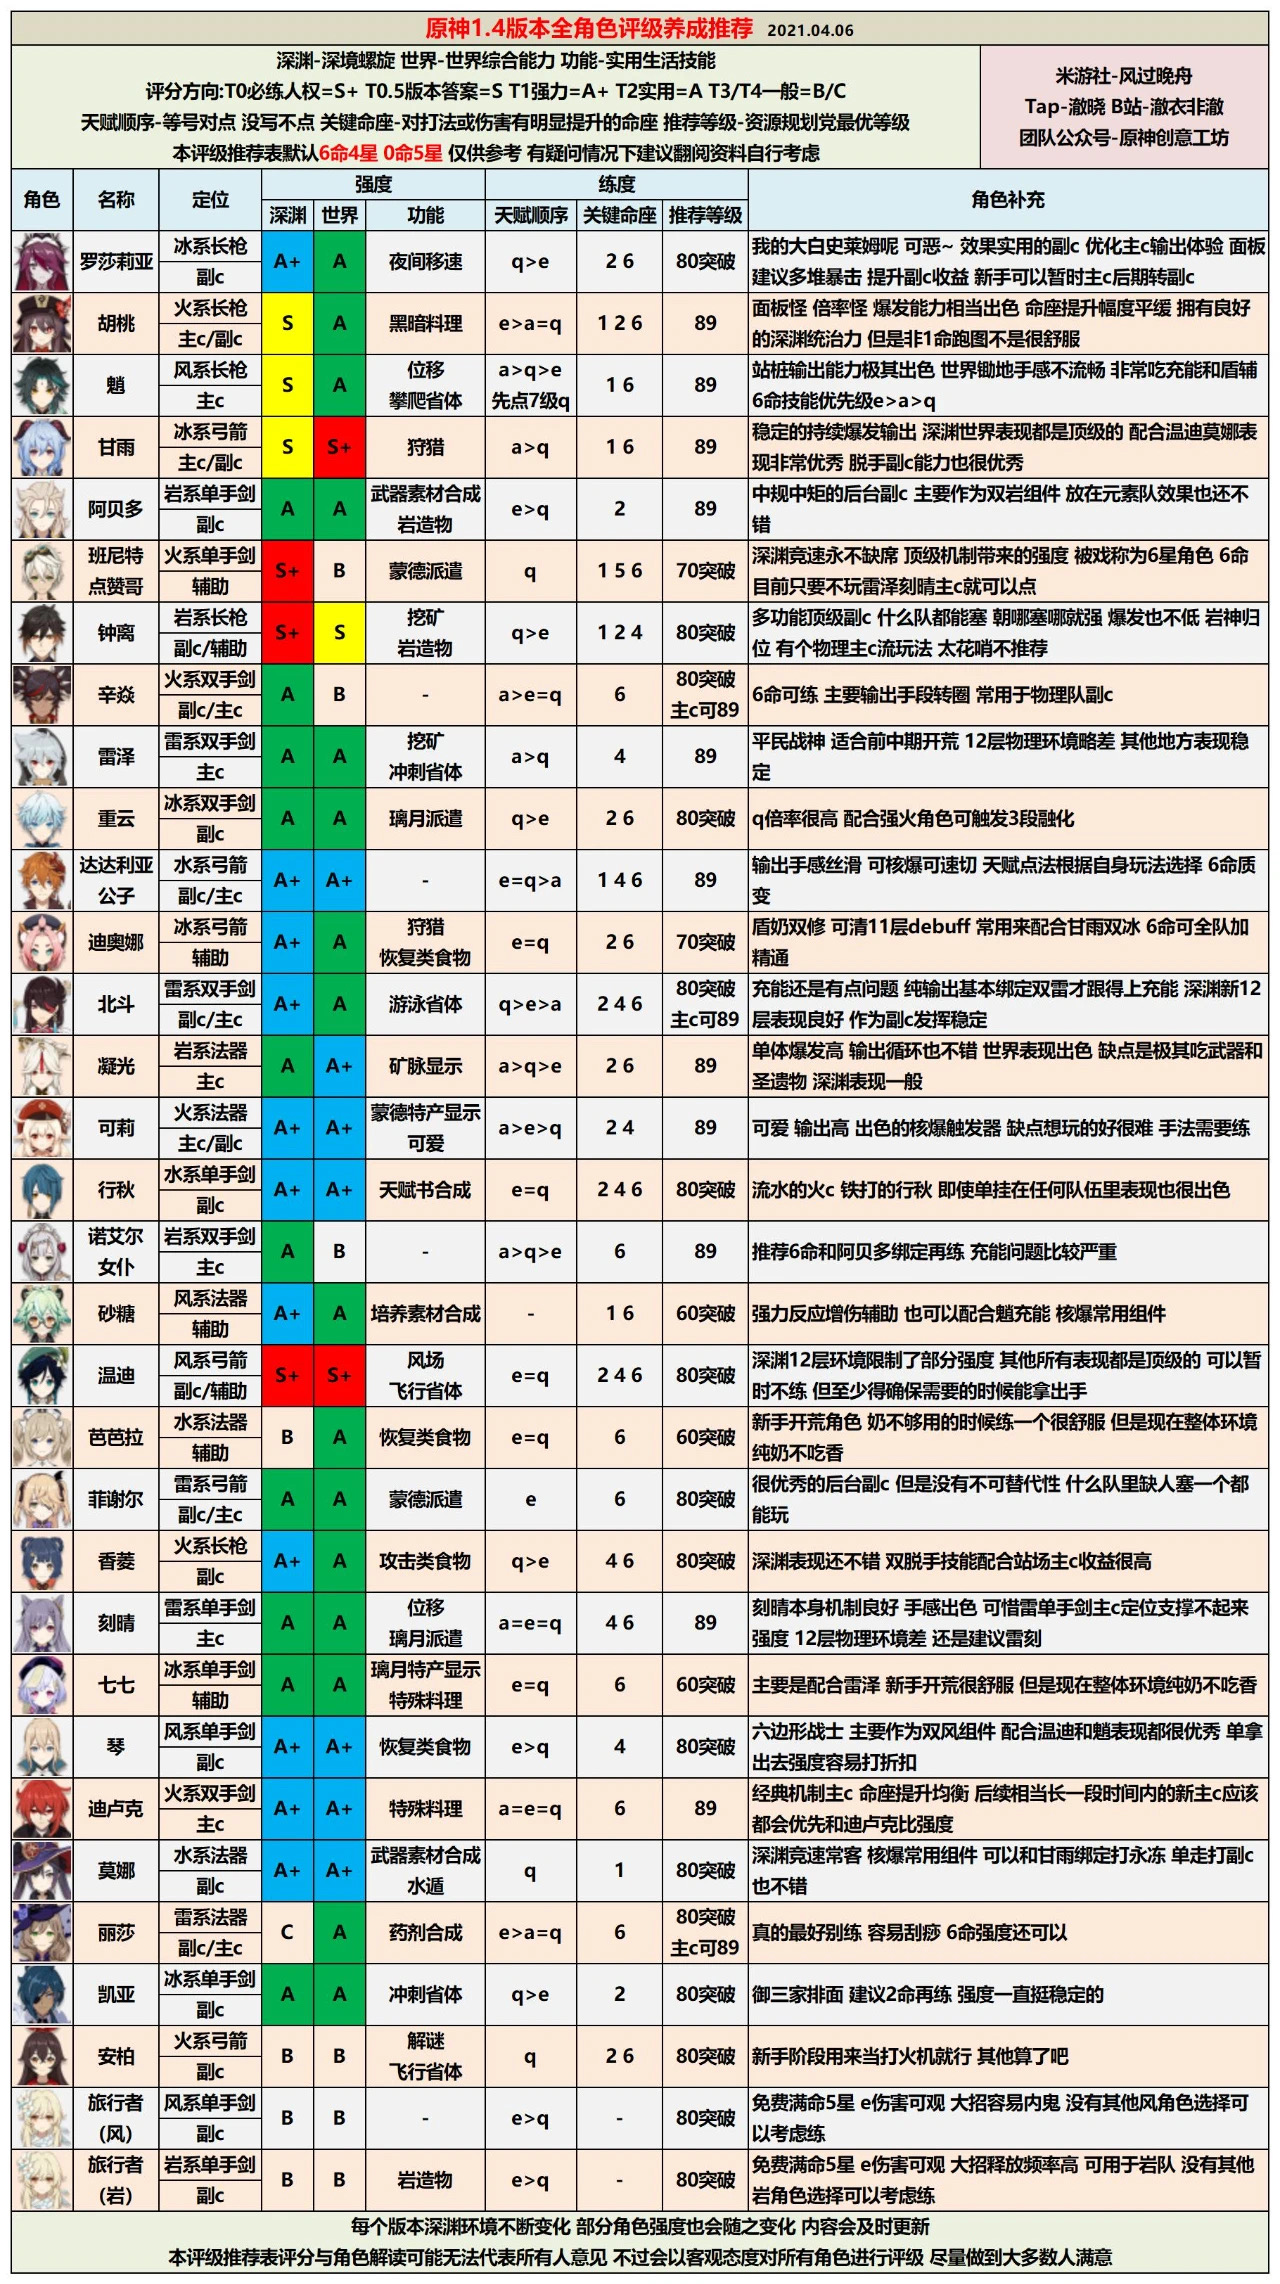 原神1.4版本全角色评级养成推荐 2021.04.06
深渊-深境螺旋 世界-世界综合能力 功能-实用生活技能
评分方向:T0必练人权=S+ T0.5版本答案=S T1强力=A+ T2实用=A T3/T4一般=B/C
天赋顺序-等号对点 没写不点 关键命座-对打法或伤害有明显提升的命座 推荐等级-资源规划党最优等级
本评级推荐表默认6命4星 0命5星 仅供参考 有疑问情况下建议翻阅资料自行考虑
米游社-风过晚舟
Tap-澈晓 B站-澈衣非澈
团队公众号-原神创意工坊
角色 名称 定位 强度 练度 角色补充
深渊 世界 功能 天赋顺序 关键命座 推荐等级
罗莎莉亚 冰系长枪 副c A+ A 夜间移速 q>e 2 6 80突破
我的大白史莱姆呢 可恶~ 效果实用的副c 优化主c输出体验 面板
建议多堆暴击 提升副c收益 新手可以暂时主c后期转副c
胡桃 火系长枪 主c/副c S A 黑暗料理 e>a=q 1 2 6 89
面板怪 倍率怪 爆发能力相当出色 命座提升幅度平缓 拥有良好
的深渊统治力 但是非1命跑图不是很舒服
魈 风系长枪 主c S A 位移 攀爬省体 a>q>e 先点7级q 1 6 89
站桩输出能力极其出色 世界锄地手感不流畅 非常吃充能和盾辅
6命技能优先级e>a>q
甘雨 冰系弓箭 主c/副c S S+ 狩猎 a>q 1 6 89
稳定的持续爆发输出 深渊世界表现都是顶级的 配合温迪莫娜表
现非常优秀 脱手副c能力也很优秀
阿贝多 岩系单手剑 副c A A 武器素材合成 岩造物 e>q 2 89
中规中矩的后台副c 主要作为双岩组件 放在元素队效果也还不
错
班尼特 点赞哥 火系单手剑 辅助 S+ B 蒙德派遣 q 1 5 6 70突破
深渊竞速永不缺席 顶级机制带来的强度 被戏称为6星角色 6命
目前只要不玩雷泽刻晴主c就可以点
钟离 岩系长枪 副c/辅助 S+ S 挖矿 岩造物 q>e 1 2 4 80突破
多功能顶级副c 什么队都能塞 朝哪塞哪就强 爆发也不低 岩神归
位 有个物理主c流玩法 太花哨不推荐
辛焱 火系双手剑 副c/主c A B - a>e=q 6 80突破 主c可89
6命可练 主要输出手段转圈 常用于物理队副c
雷泽 雷系双手剑 主c A A 挖矿 冲刺省体 a>q 4 89
平民战神 适合前中期开荒 12层物理环境略差 其他地方表现稳
定
重云 冰系双手剑 副c A A 璃月派遣 q>e 2 6 80突破
q倍率很高 配合强火角色可触发3段融化
达达利亚 公子 水系弓箭 副c/主c A+ A+ - e=q>a 1 4 6 89
输出手感丝滑 可核爆可速切 天赋点法根据自身玩法选择 6命质
变
迪奥娜 冰系弓箭 辅助 A+ A 狩猎 恢复类食物 e=q 2 6 70突破
盾奶双修 可清11层debuff 常用来配合甘雨双冰 6命可全队加
精通
北斗 雷系双手剑 副c/主c A+ A 游泳省体 q>e>a 2 4 6 80突破 主c可89
充能还是有点问题 纯输出基本绑定双雷才跟得上充能 深渊新12
层表现良好 作为副c发挥稳定
凝光 岩系法器 主c A A+ 矿脉显示 a>q>e 2 6 89
单体爆发高 输出循环也不错 世界表现出色 缺点是极其吃武器和
圣遗物 深渊表现一般
可莉 火系法器 主c/副c A+ A+ 蒙德特产显示 可爱 a>e>q 2 4 89
可爱 输出高 出色的核爆触发器 缺点想玩的好很难 手法需要练
行秋 水系单手剑 副c A+ A+ 天赋书合成 e=q 2 4 6 80突破
流水的火c 铁打的行秋 即使单挂在任何队伍里表现也很出色
诺艾尔 女仆 岩系双手剑 主c A B - a>q>e 6 89
推荐6命和阿贝多绑定再练 充能问题比较严重
砂糖 风系法器 辅助 A+ A 培养素材合成 - 1 6 60突破
强力反应增伤辅助 也可以配合魈充能 核爆常用组件
温迪 风系弓箭 副c/辅助 S+ S+ 风场 飞行省体 e=q 2 4 6 80突破
深渊12层环境限制了部分强度 其他所有表现都是顶级的 可以暂
时不练 但至少得确保需要的时候能拿出手
芭芭拉 水系法器 辅助 B A 恢复类食物 e=q 6 60突破
新手开荒角色 奶不够用的时候练一个很舒服 但是现在整体环境
纯奶不吃香
菲谢尔 雷系弓箭 副c/主c A A 蒙德派遣 e 6 80突破
很优秀的后台副c 但是没有不可替代性 什么队里缺人塞一个都
能玩
香菱 火系长枪 副c A+ A 攻击类食物 q>e 4 6 80突破
深渊表现还不错 双脱手技能配合站场主c收益很高
刻晴 雷系单手剑 主c A A 位移 璃月派遣 a=e=q 4 6 89
刻晴本身机制良好 手感出色 可惜雷单手剑主c定位支撑不起来
强度 12层物理环境差 还是建议雷刻
七七 冰系单手剑 辅助 A A 璃月特产显示 特殊料理 e=q 6 60突破
主要是配合雷泽 新手开荒很舒服 但是现在整体环境纯奶不吃香
琴 风系单手剑 副c A+ A+ 恢复类食物 e>q 4 80突破
六边形战士 主要作为双风组件 配合温迪和魈表现都很优秀 单拿
出去强度容易打折扣
迪卢克 火系双手剑 主c A+ A+ 特殊料理 a=e=q 6 89
经典机制主c 命座提升均衡 后续相当长一段时间内的新主c应该
都会优先和迪卢克比强度
莫娜 水系法器 副c A+ A+ 武器素材合成 水遁 q 1 80突破
深渊竞速常客 核爆常用组件 可以和甘雨绑定打永冻 单走打副c
也不错
丽莎 雷系法器 副c/主c C A 药剂合成 e>a=q 6 80突破 主c可89
真的最好别练 容易刮痧 6命强度还可以
凯亚 冰系单手剑 副c A A 冲刺省体 q>e 2 80突破
御三家排面 建议2命再练 强度一直挺稳定的
安柏 火系弓箭 副c B B 解谜 飞行省体 q 2 6 80突破
新手阶段用来当打火机就行 其他算了吧
旅行者 (风) 风系单手剑 副c B B - e>q - 80突破
免费满命5星 e伤害可观 大招容易内鬼 没有其他风角色选择可
以考虑练
旅行者 (岩) 岩系单手剑 副c B B 岩造物 e>q - 80突破
免费满命5星 e伤害可观 大招释放频率高 可用于岩队 没有其他
岩角色选择可以考虑练
每个版本深渊环境不断变化 部分角色强度也会随之变化 内容会及时更新
本评级推荐表评分与角色解读可能无法代表所有人意见 不过会以客观态度对所有角色进行评级 尽量做到大多数人满意